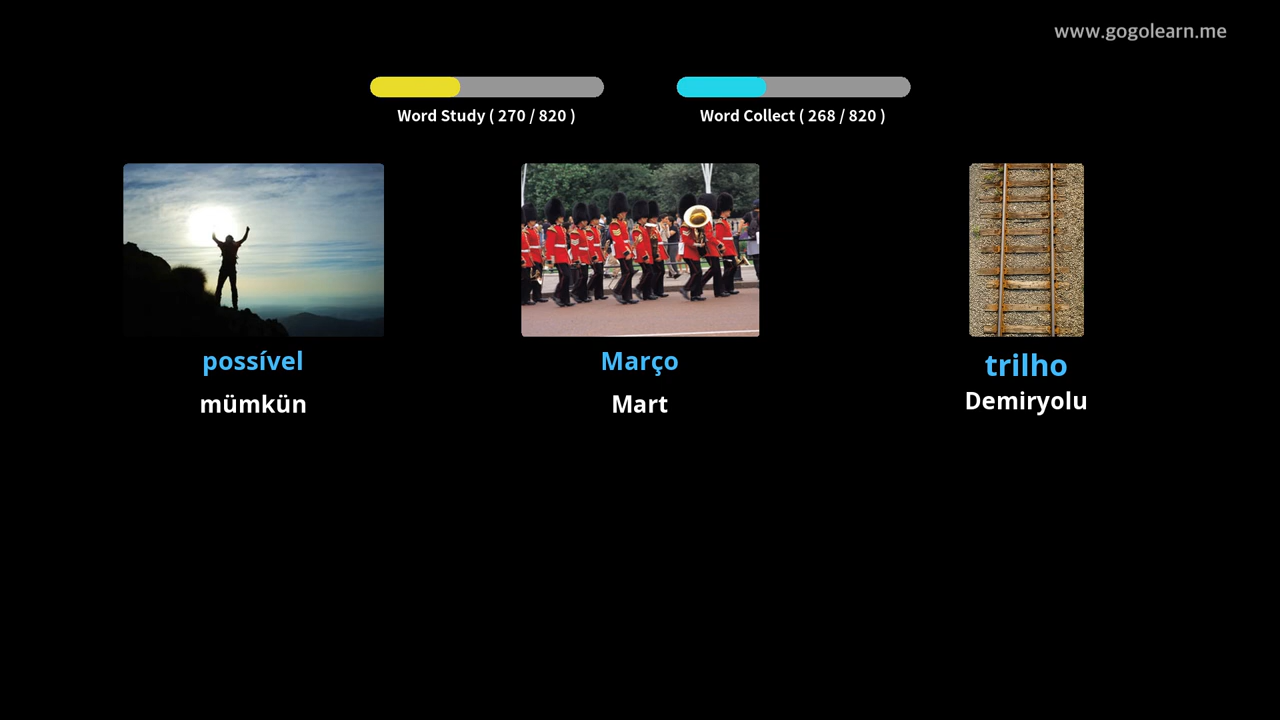 www.gogolearn.me
Word Study ( 270 / 820 )
Word Collect ( 268 / 820 )
possível
Março
trilho
mümkün
Mart
Demiryolu